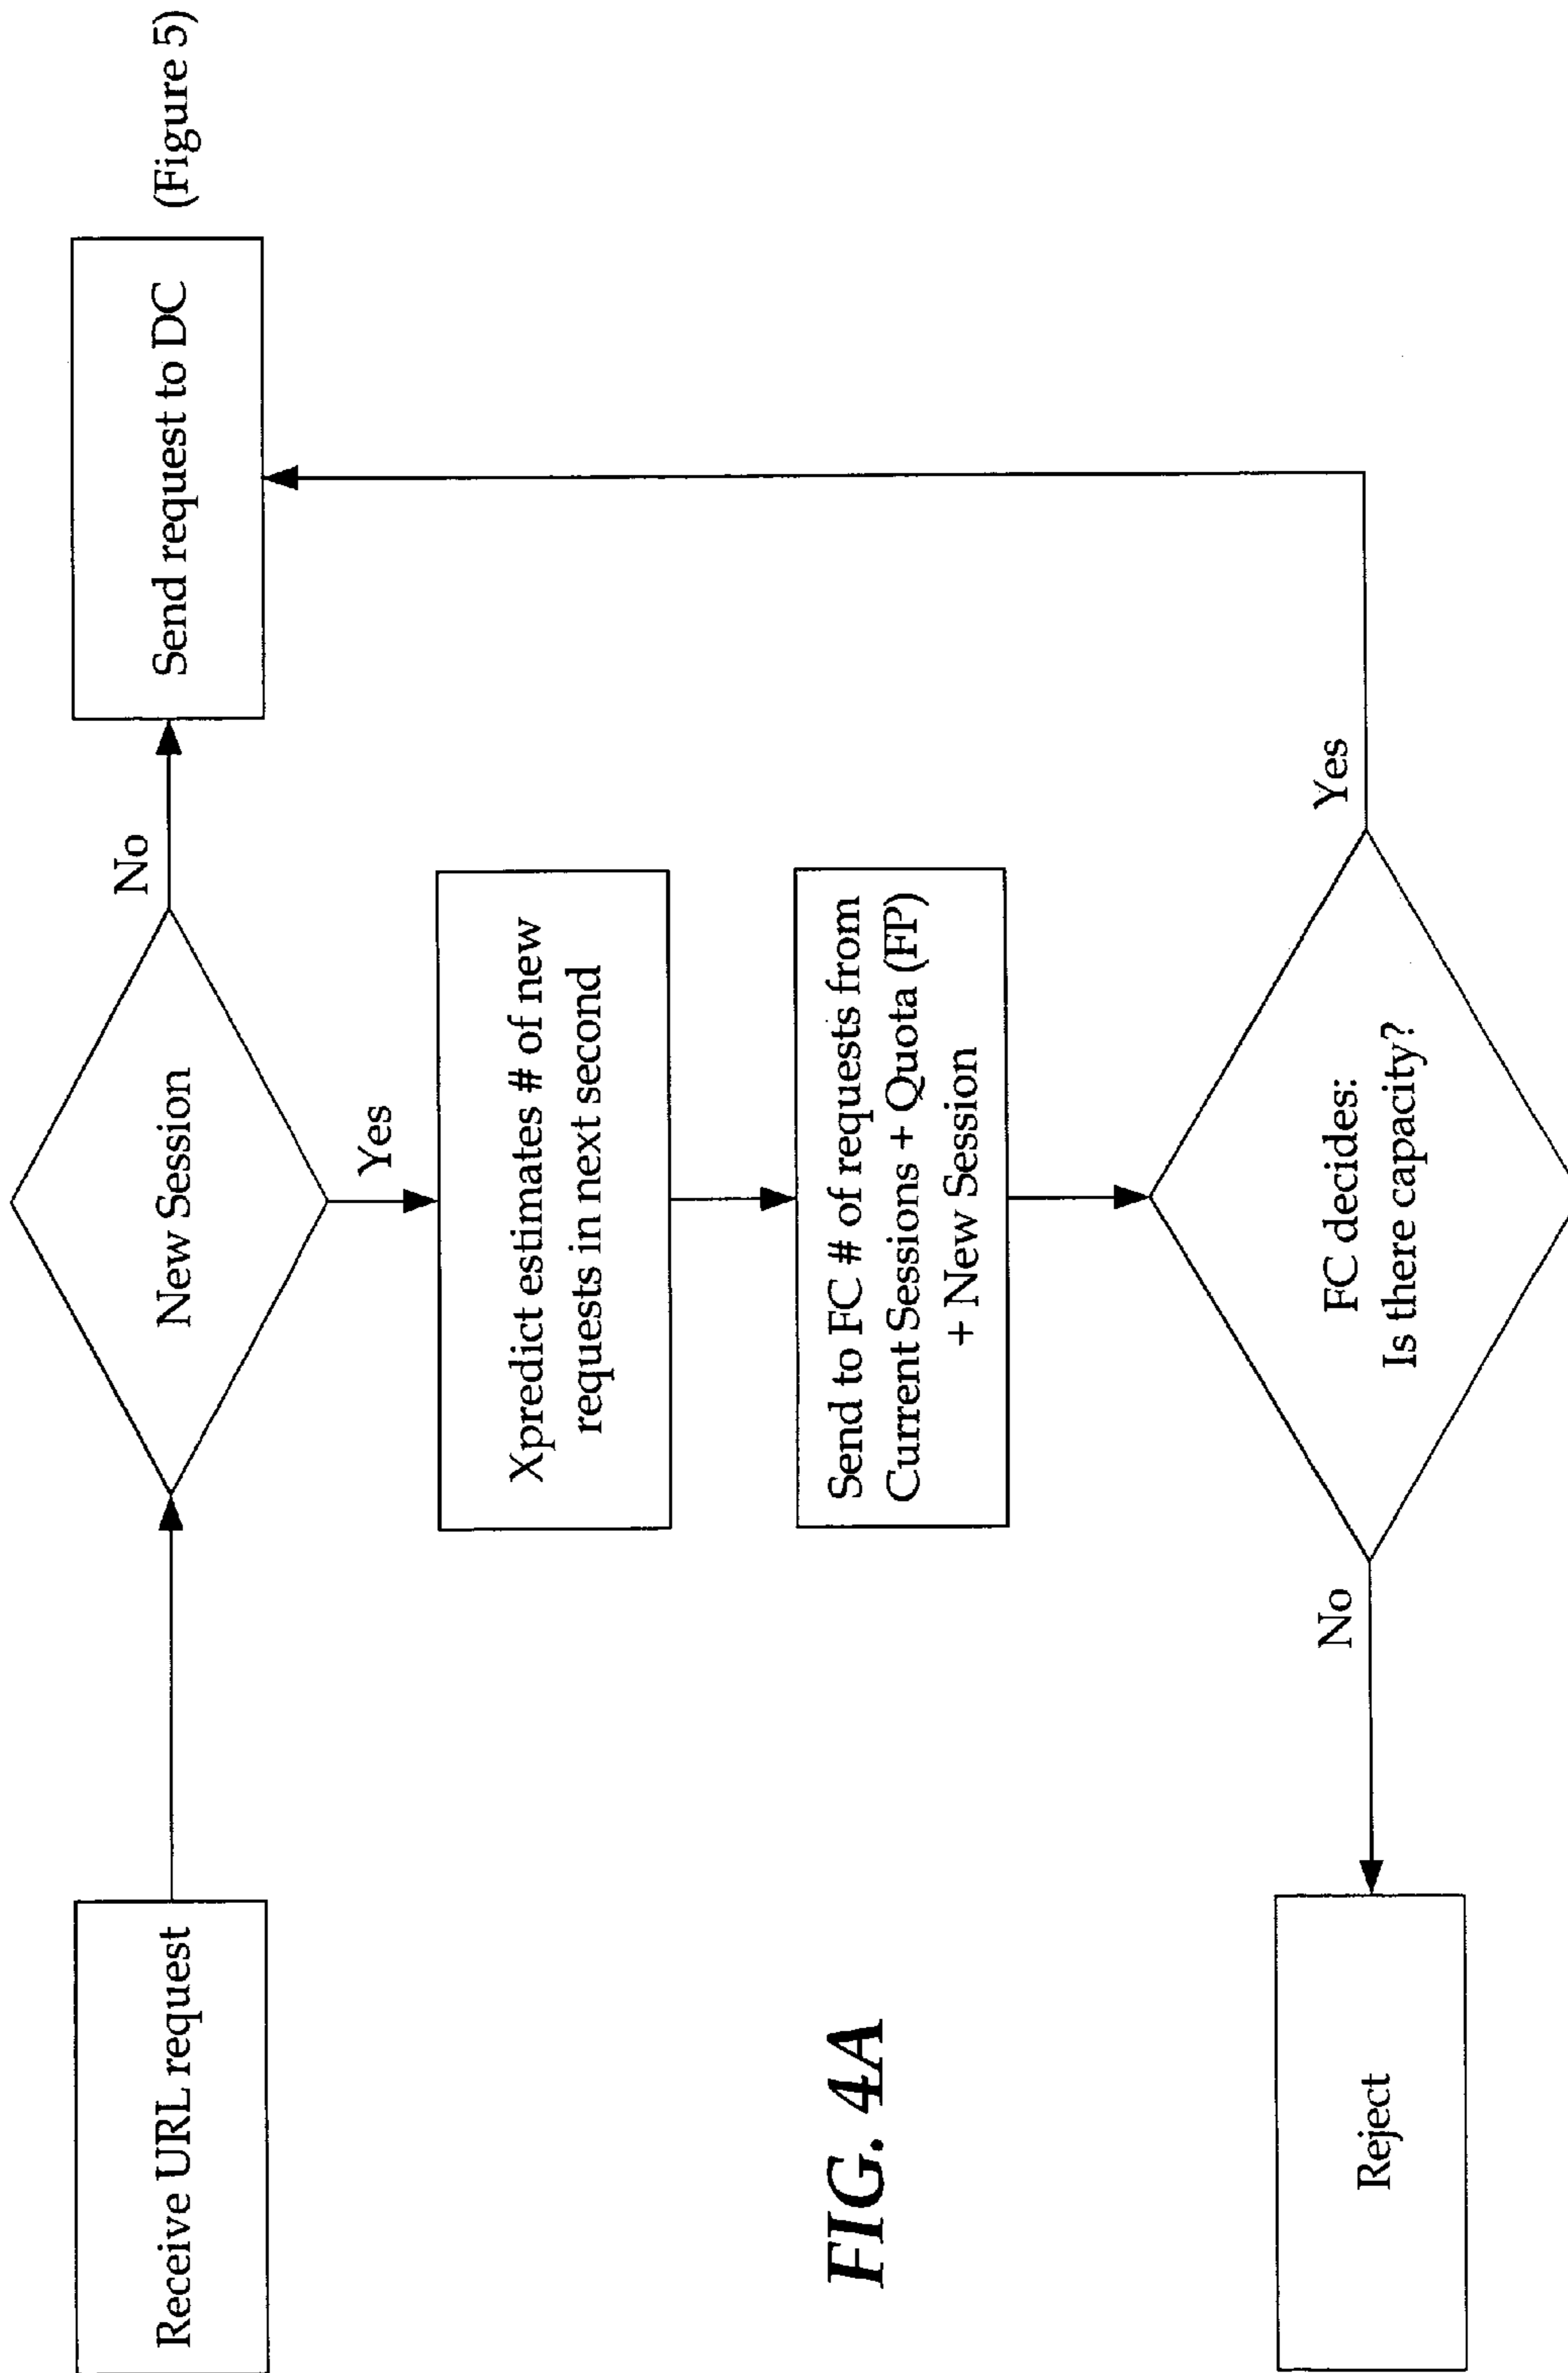 Receive URL request
New Session
No
Send request to DC
(Figure 5)
Yes
Xpredict estimates # of new
requests in next second
Send to FC # of requests from
Current Sessions + Quota (FP)
+ New Session
FC decides:
Is there capacity?
No
Yes
Reject
FIG. 4A